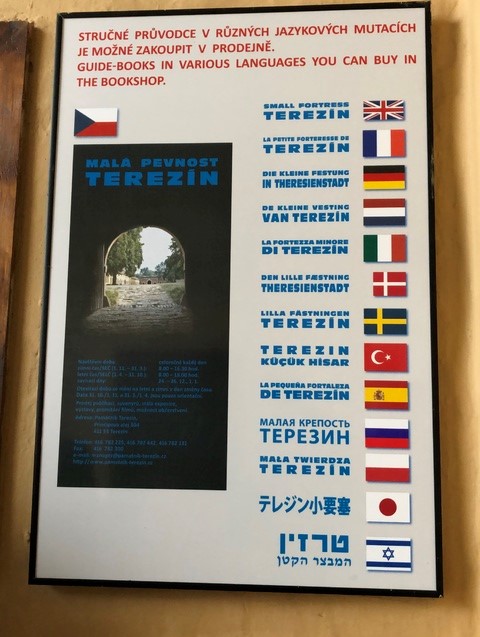 STRUČNÉ PRŮVODCE V RŮZNÝCH JAZYKOVÝCH MUTACÍCH
JE MOŽNÉ ZAKOUPIT V PRODEJNĚ.
GUIDE-BOOKS IN VARIOUS LANGUAGES YOU CAN BUY IN
THE BOOKSHOP.
MALÁ PEVNOST
TEREZÍN
SMALL FORTRESS
TEREZÍN
LA PETITE FORTERESSE DE
TEREZÍN
DIE KLEINE FESTUNG
IN THERESIENSTADT
DE KLEINE VESTING
VAN TEREZÍN
LA FORTEZZA MINORE
DI TEREZÍN
DEN LILLE FÆSTNING
THERESIENSTADT
LILLA FÄSTNINGEN
TEREZÍN
TEREZIN
KÜÇÜK HİSAR
LA PEQUEÑA FORTALEZA
DE TEREZÍN
МАЛАЯ КРЕПОСТЬ
ТЕРЕЗИН
MAŁA TWIERDZA
TEREZÍN
テレジン小要塞
טרזין
המבצר הקטן